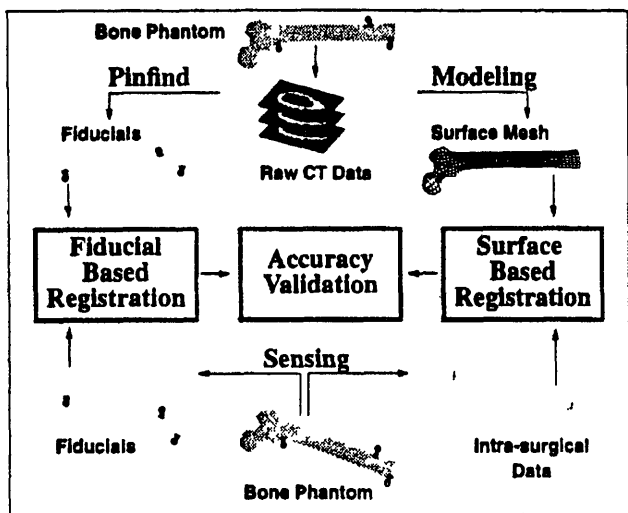 Bone Phantom
Pinfind
Modeling
Fiducials
Raw CT Data
Surface Mesh
Fiducial
Based
Registration
Accuracy
Validation
Surface
Based
Registration
Sensing
Fiducials
Bone Phantom
Intra-surgical
Data